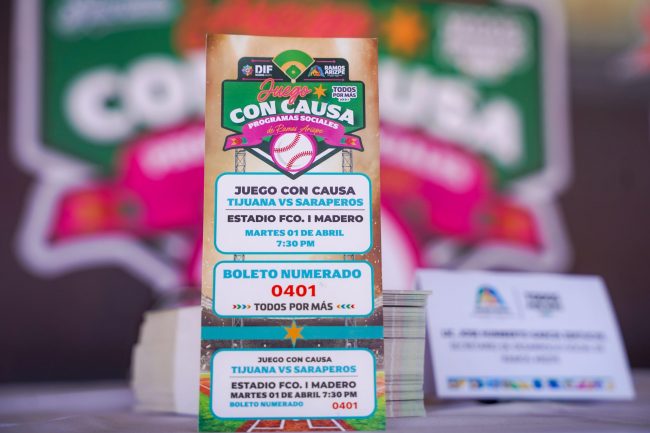 DIF
RAMOS ARIZPE
Juego
TODOS
POR MÁS
CON CAUSA
PROGRAMAS SOCIALES
de Ramos Arizpe
JUEGO CON CAUSA
TIJUANA VS SARAPEROS
ESTADIO FCO. I MADERO
MARTES 01 DE ABRIL
7:30 PM
BOLETO NUMERADO
0401
TODOS POR MÁS
JUEGO CON CAUSA
TIJUANA VS SARAPEROS
ESTADIO FCO. I MADERO
MARTES 01 DE ABRIL 7:30 PM
BOLETO NUMERADO 0401